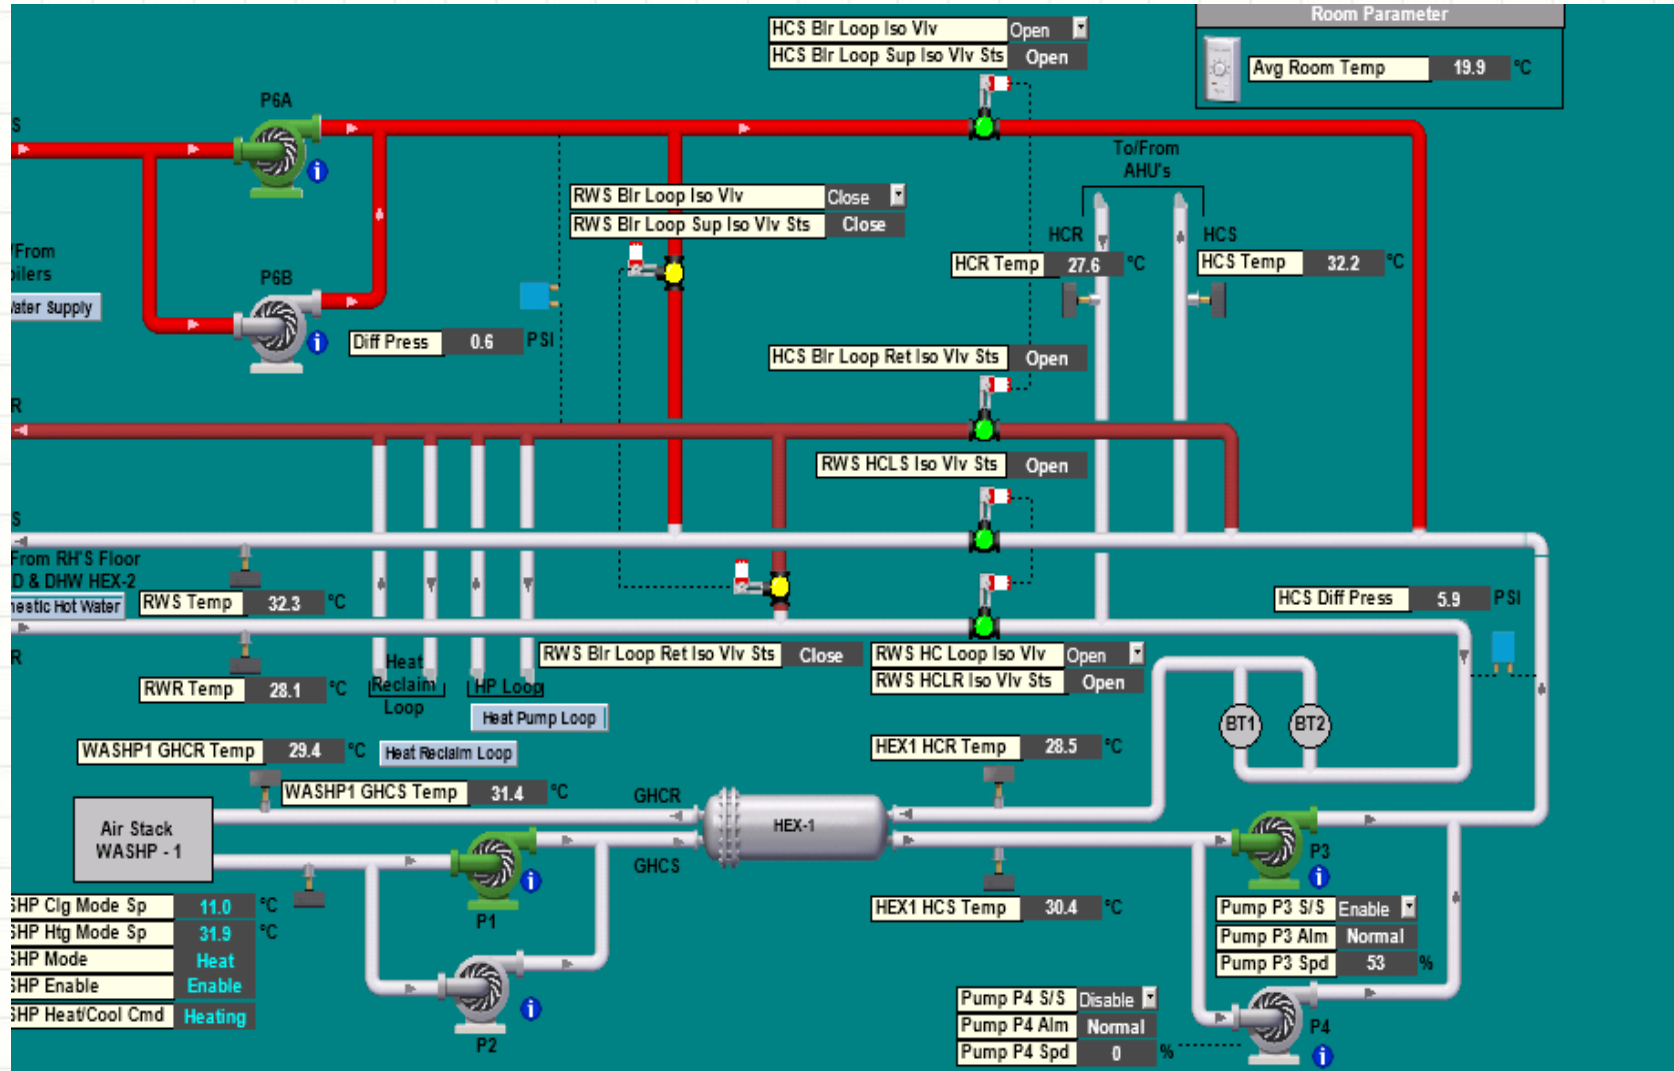 HCS Blr Loop Iso Vlv Open
HCS Blr Loop Sup Iso Vlv Sts Open
Room Parameter
Avg Room Temp 19.9 °C
P6A
S
To/From
AHU's
RWS Blr Loop Iso Vlv Close
RWS Blr Loop Sup Iso Vlv Sts Close
HCR
HCS
HCR Temp 27.6 °C
HCS Temp 32.2 °C
/From
oilers
P6B
ater Supply
Diff Press 0.6 PSI
HCS Blr Loop Ret Iso Vlv Sts Open
R
RWS HCLS Iso Vlv Sts Open
S
From RH'S Floor
D & DHW HEX-2
nestic Hot Water
RWS Temp 32.3 °C
HCS Diff Press 5.9 PSI
R
RWR Temp 28.1 °C
Heat
Reclaim
Loop
HP Loop
RWS Blr Loop Ret Iso Vlv Sts Close
RWS HC Loop Iso Vlv Open
RWS HCLR Iso Vlv Sts Open
Heat Pump Loop
BT1
BT2
WASHP1 GHCR Temp 29.4 °C
Heat Reclaim Loop
HEX1 HCR Temp 28.5 °C
WASHP1 GHCS Temp 31.4 °C
GHCR
Air Stack
WASHP - 1
HEX-1
GHCS
P1
P3
SHP Clg Mode Sp 11.0 °C
SHP Htg Mode Sp 31.9 °C
SHP Mode Heat
SHP Enable Enable
SHP Heat/Cool Cmd Heating
HEX1 HCS Temp 30.4 °C
Pump P3 S/S Enable
Pump P3 Alm Normal
Pump P3 Spd 53 %
P2
Pump P4 S/S Disable
Pump P4 Alm Normal
Pump P4 Spd 0 %
P4